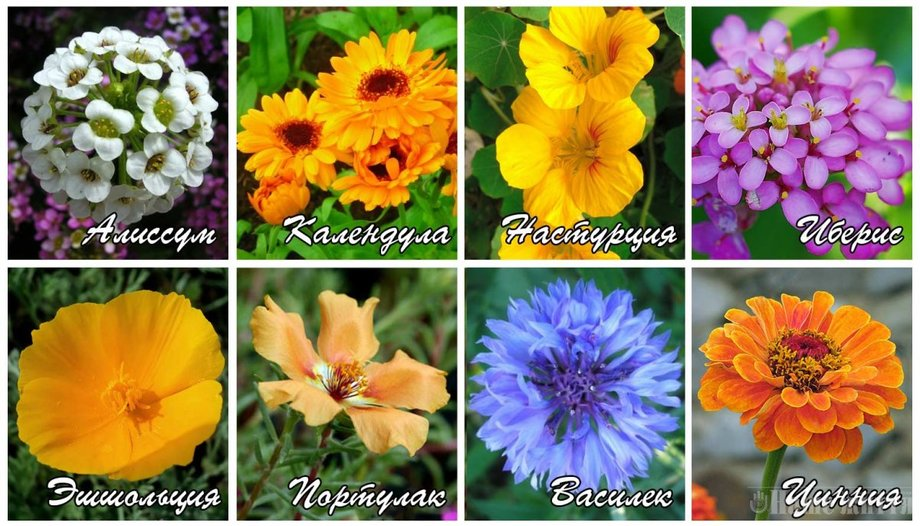 Алиссум
Календула
Настурция
Иберис
Эшшольция
Портулак
Василек
Цинния